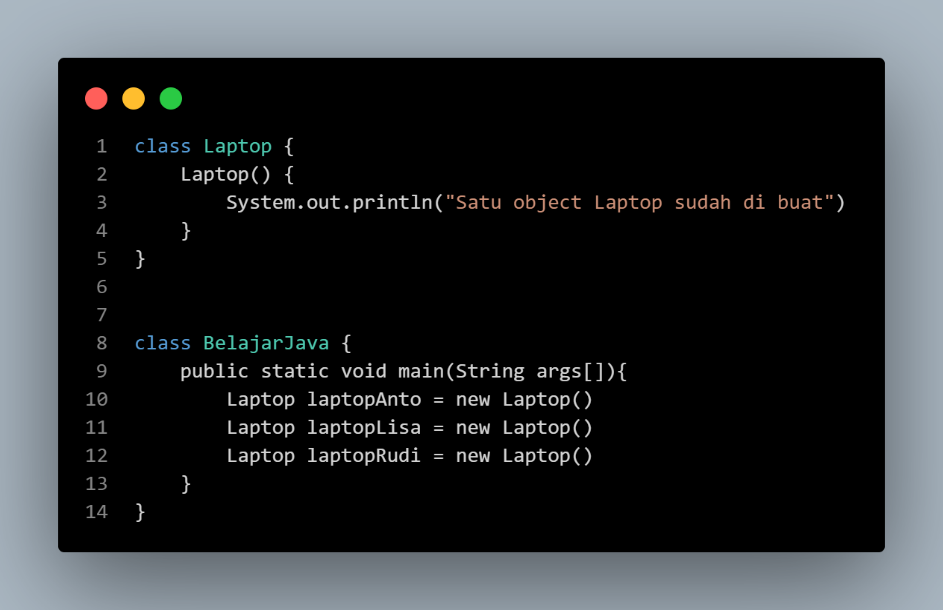 1 class Laptop {
2     Laptop() {
3         System.out.println("Satu object Laptop sudah di buat")
4     }
5 }
6
7
8 class BelajarJava {
9     public static void main(String args[]){
10         Laptop laptopAnto = new Laptop()
11         Laptop laptopLisa = new Laptop()
12         Laptop laptopRudi = new Laptop()
13     }
14 }